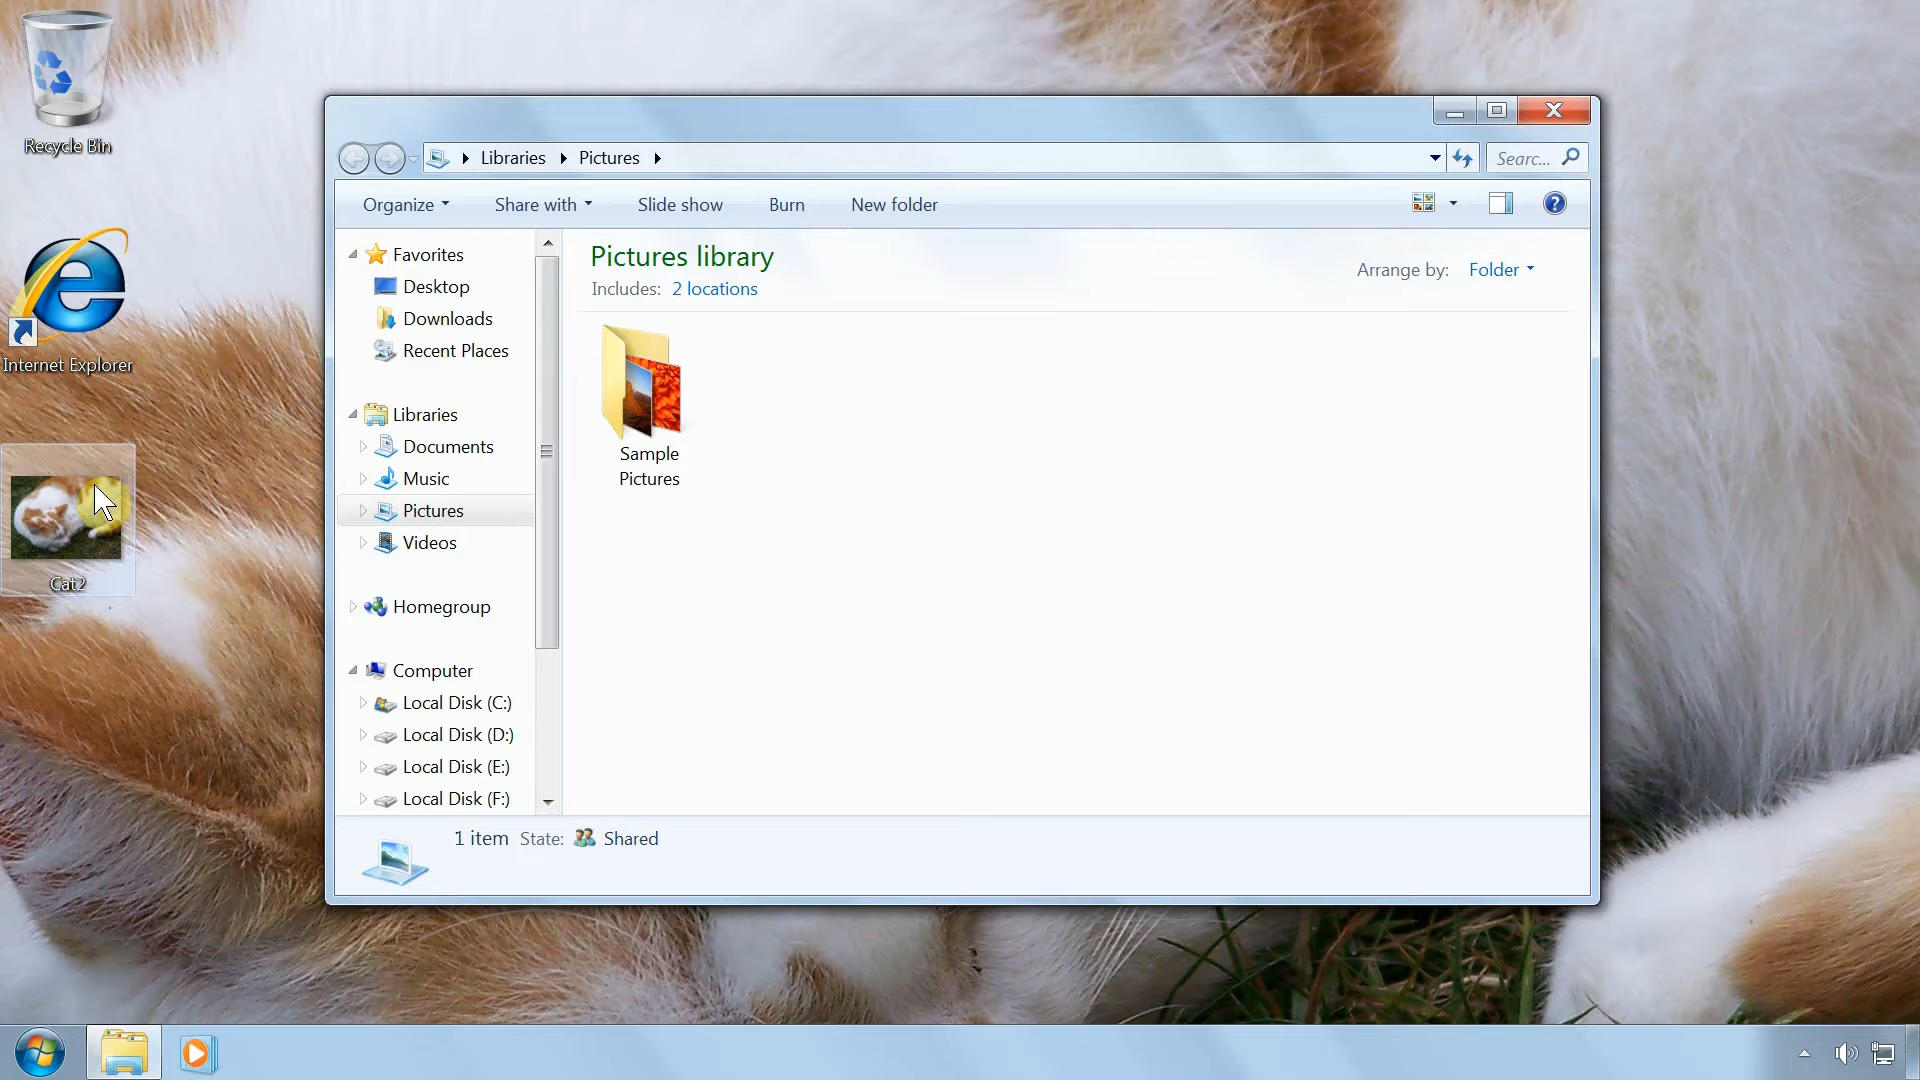 Recycle Bin
Internet Explorer
Cat2
Libraries
Pictures
Searc...
Organize
Share with
Slide show
Burn
New folder
?
Favorites
Desktop
Downloads
Recent Places
Libraries
Documents
Music
Pictures
Videos
Homegroup
Computer
Local Disk (C:)
Local Disk (D:)
Local Disk (E:)
Local Disk (F:)
Pictures library
Includes: 2 locations
Arrange by: Folder
Sample
Pictures
1 item State: Shared